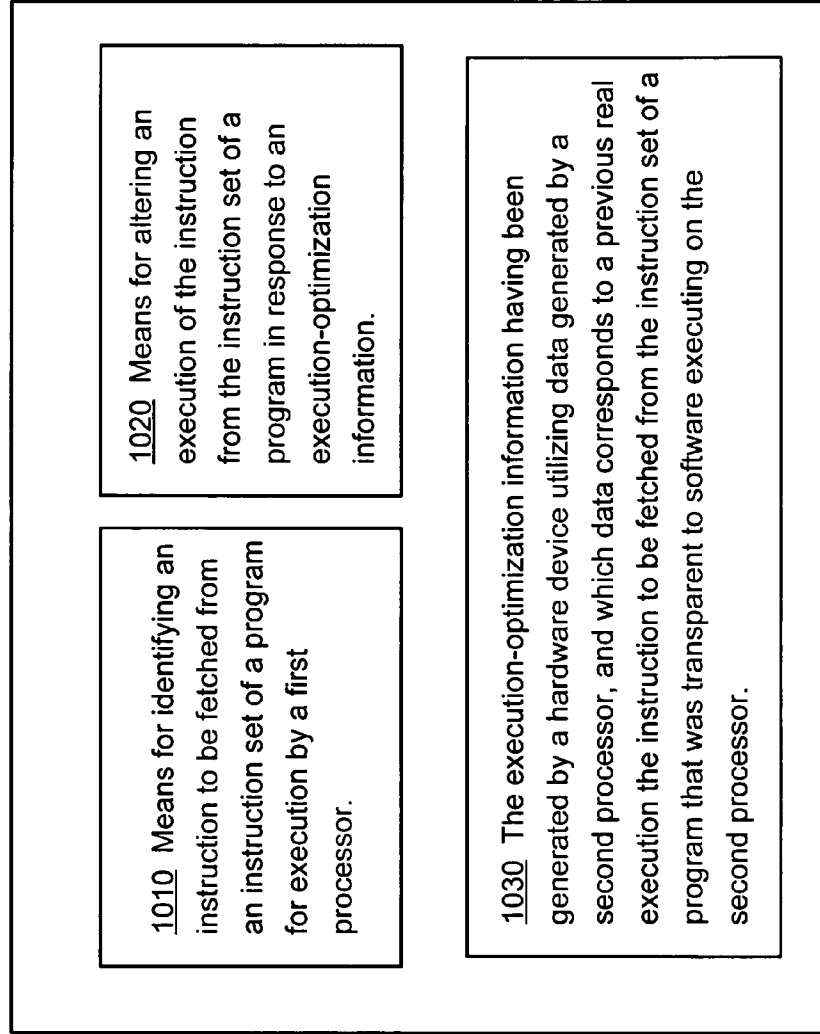 1010 Means for identifying an
instruction to be fetched from
an instruction set of a program
for execution by a first
processor.
1020 Means for altering an
execution of the instruction
from the instruction set of a
program in response to an
execution-optimization
information.
1030 The execution-optimization information having been
generated by a hardware device utilizing data generated by a
second processor, and which data corresponds to a previous real
execution the instruction to be fetched from the instruction set of a
program that was transparent to software executing on the
second processor.